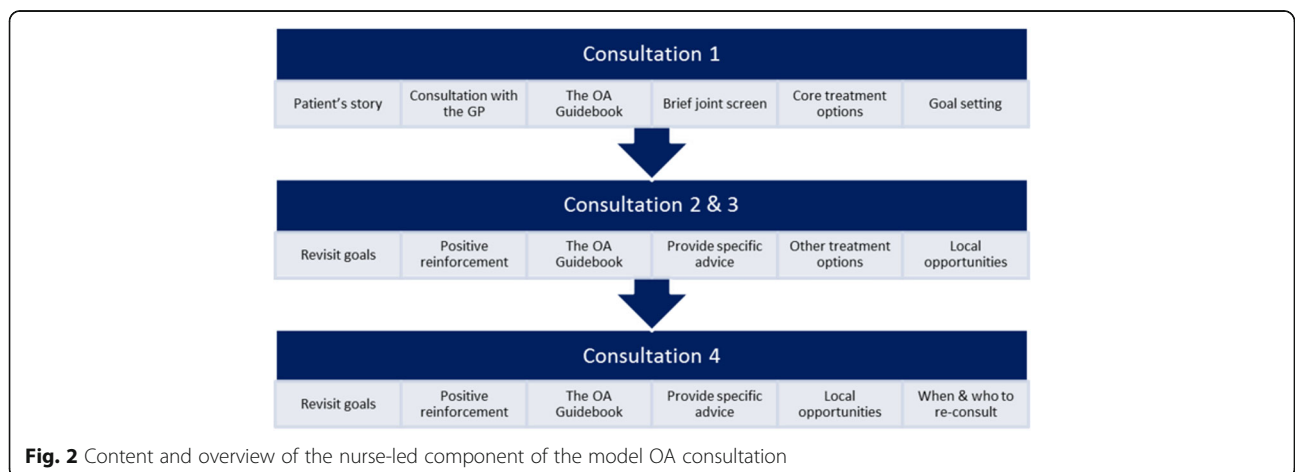 Consultation 1
Patient's story
Consultation with
the GP
The OA
Guidebook
Brief joint screen
Core treatment
options
Goal setting
Consultation 2 & 3
Revisit goals
Positive
reinforcement
The OA
Guidebook
Provide specific
advice
Other treatment
options
Local
opportunities
Consultation 4
Revisit goals
Positive
reinforcement
The OA
Guidebook
Provide specific
advice
Local
opportunities
When & who to
re-consult
Fig. 2 Content and overview of the nurse-led component of the model OA consultation